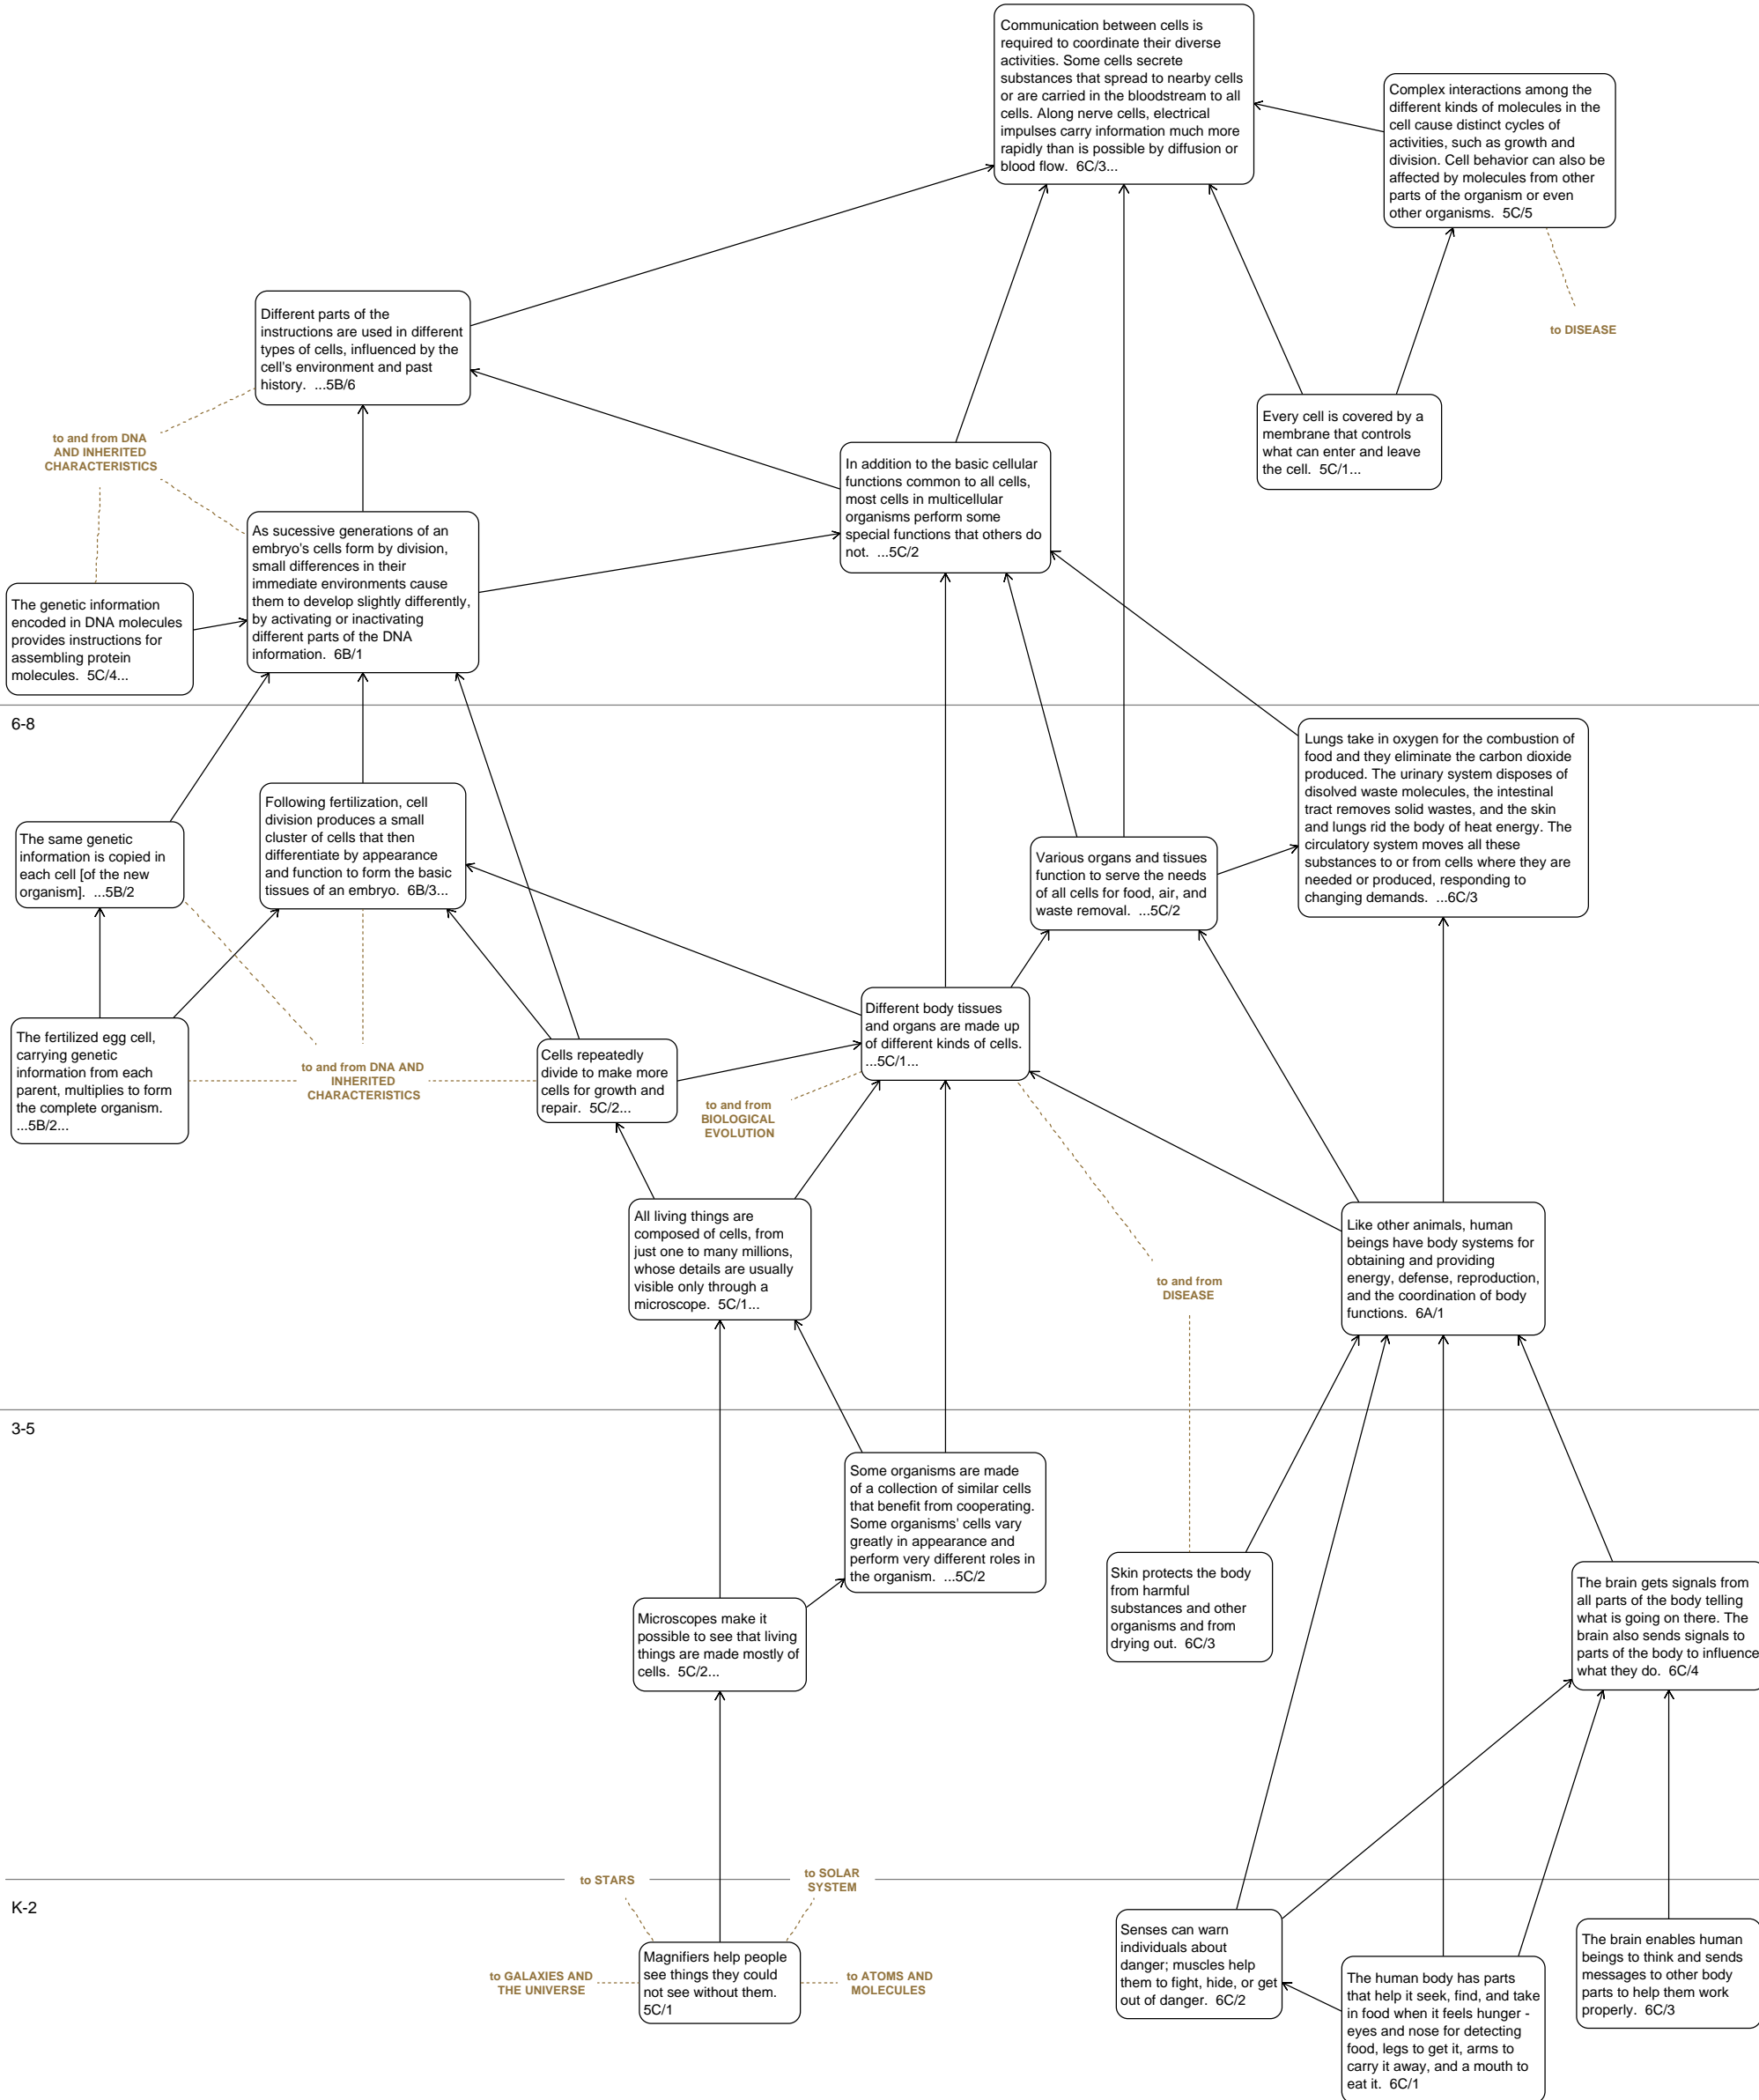 Communication between cells is
required to coordinate their diverse
activities. Some cells secrete
substances that spread to nearby cells
or are carried in the bloodstream to all
cells. Along nerve cells, electrical
impulses carry information much more
rapidly than is possible by diffusion or
blood flow.  6C/3...
Complex interactions among the
different kinds of molecules in the
cell cause distinct cycles of
activities, such as growth and
division. Cell behavior can also be
affected by molecules from other
parts of the organism or even
other organisms.  5C/5
Different parts of the
instructions are used in different
types of cells, influenced by the
cell's environment and past
history.  ...5B/6
to DISEASE
Every cell is covered by a
membrane that controls
what can enter and leave
the cell.  5C/1...
to and from DNA
AND INHERITED
CHARACTERISTICS
In addition to the basic cellular
functions common to all cells,
most cells in multicellular
organisms perform some
special functions that others do
not.  ...5C/2
As sucessive generations of an
embryo's cells form by division,
small differences in their
immediate environments cause
them to develop slightly differently,
by activating or inactivating
different parts of the DNA
information.  6B/1
The genetic information
encoded in DNA molecules
provides instructions for
assembling protein
molecules.  5C/4...
6-8
Lungs take in oxygen for the combustion of
food and they eliminate the carbon dioxide
produced. The urinary system disposes of
disolved waste molecules, the intestinal
tract removes solid wastes, and the skin
and lungs rid the body of heat energy. The
circulatory system moves all these
substances to or from cells where they are
needed or produced, responding to
changing demands.  ...6C/3
Following fertilization, cell
division produces a small
cluster of cells that then
differentiate by appearance
and function to form the basic
tissues of an embryo.  6B/3...
The same genetic
information is copied in
each cell [of the new
organism].  ...5B/2
Various organs and tissues
function to serve the needs
of all cells for food, air, and
waste removal.  ...5C/2
Different body tissues
and organs are made up
of different kinds of cells.
...5C/1...
The fertilized egg cell,
carrying genetic
information from each
parent, multiplies to form
the complete organism.
...5B/2...
to and from DNA AND
INHERITED
CHARACTERISTICS
Cells repeatedly
divide to make more
cells for growth and
repair.  5C/2...
to and from
BIOLOGICAL
EVOLUTION
All living things are
composed of cells, from
just one to many millions,
whose details are usually
visible only through a
microscope.  5C/1...
to and from
DISEASE
Like other animals, human
beings have body systems for
obtaining and providing
energy, defense, reproduction,
and the coordination of body
functions.  6A/1
3-5
Some organisms are made
of a collection of similar cells
that benefit from cooperating.
Some organisms' cells vary
greatly in appearance and
perform very different roles in
the organism.  ...5C/2
Skin protects the body
from harmful
substances and other
organisms and from
drying out.  6C/3
The brain gets signals from
all parts of the body telling
what is going on there. The
brain also sends signals to
parts of the body to influence
what they do.  6C/4
Microscopes make it
possible to see that living
things are made mostly of
cells.  5C/2...
to STARS
to SOLAR
SYSTEM
K-2
Magnifiers help people
see things they could
not see without them.
5C/1
to GALAXIES AND
THE UNIVERSE
to ATOMS AND
MOLECULES
Senses can warn
individuals about
danger; muscles help
them to fight, hide, or get
out of danger.  6C/2
The human body has parts
that help it seek, find, and take
in food when it feels hunger -
eyes and nose for detecting
food, legs to get it, arms to
carry it away, and a mouth to
eat it.  6C/1
The brain enables human
beings to think and sends
messages to other body
parts to help them work
properly.  6C/3